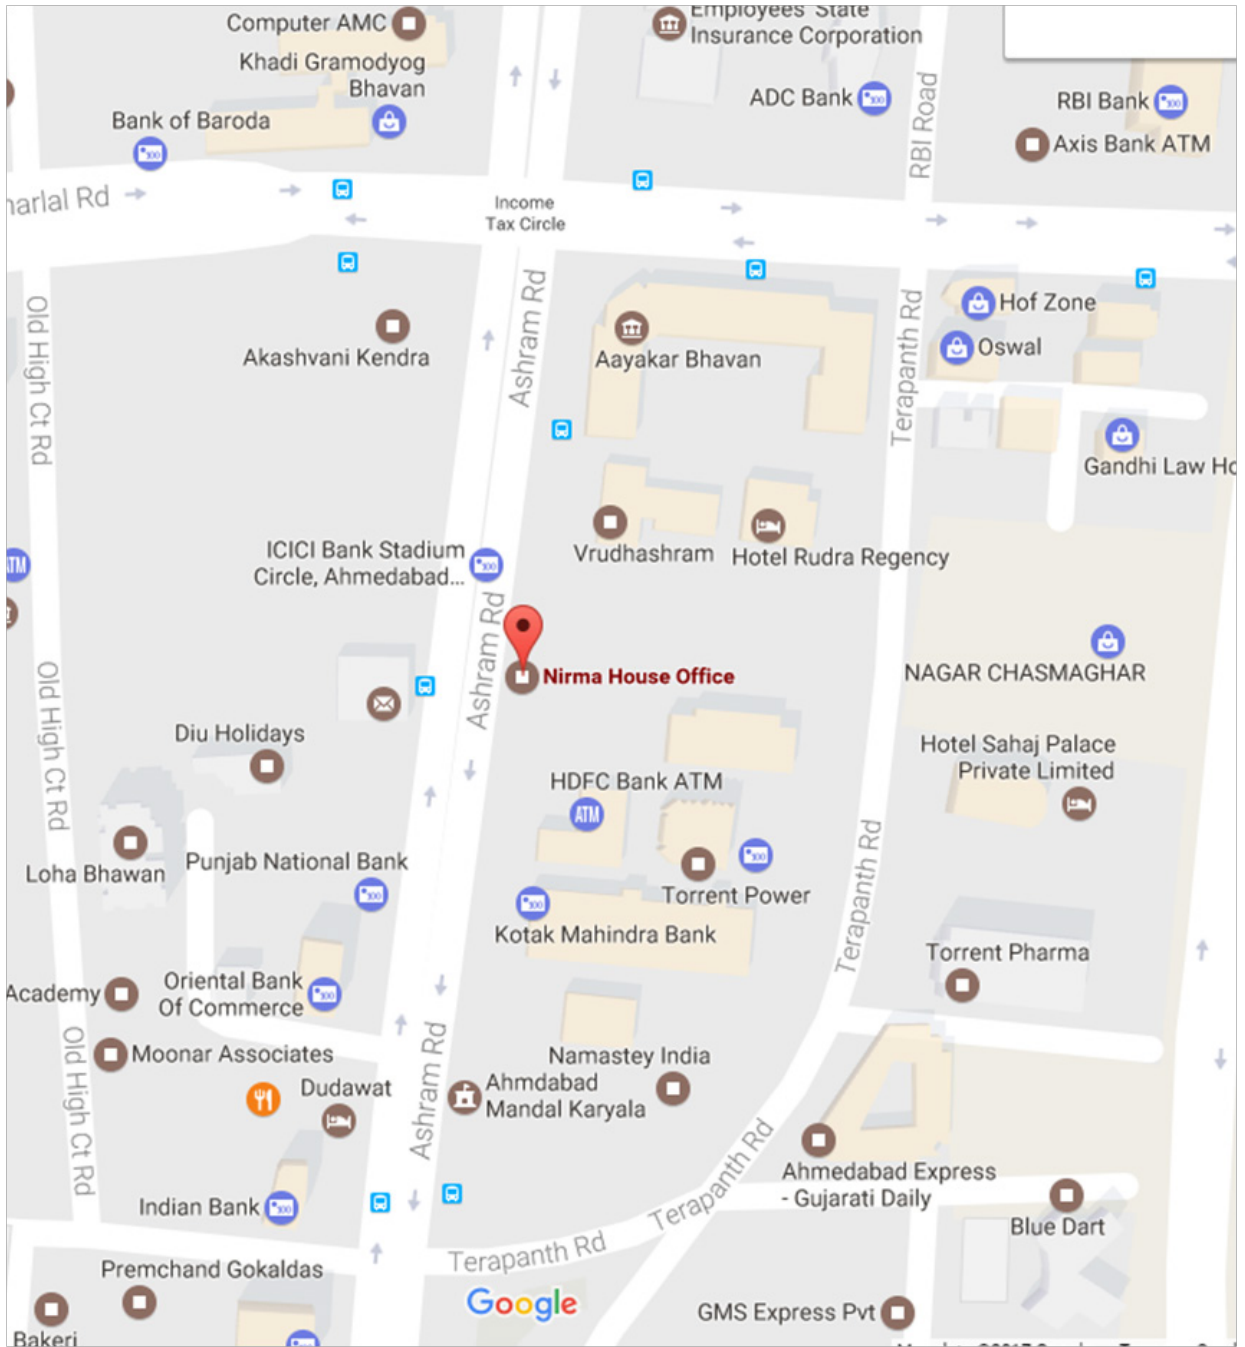 Employees' State
Insurance Corporation
Computer AMC
Khadi Gramodyog
Bhavan
Bank of Baroda
ADC Bank
RBI Road
RBI Bank
Axis Bank ATM
harlal Rd
Income
Tax Circle
Old High Ct Rd
Akashvani Kendra
Ashram Rd
Aayakar Bhavan
Terapanth Rd
Hof Zone
Oswal
Gandhi Law Ho
ICICI Bank Stadium
Circle, Ahmedabad...
Vrudhashram
Hotel Rudra Regency
ATM
Ashram Rd
Nirma House Office
NAGAR CHASMAGHAR
Old High Ct Rd
Diu Holidays
Hotel Sahaj Palace
Private Limited
HDFC Bank ATM
ATM
Loha Bhawan
Punjab National Bank
Torrent Power
Terapanth Rd
Kotak Mahindra Bank
Torrent Pharma
Academy
Oriental Bank
Of Commerce
Old High Ct Rd
Moonar Associates
Ashram Rd
Namastey India
Dudawat
Ahmdabad
Mandal Karyala
Terapanth Rd
Ahmedabad Express
- Gujarati Daily
Indian Bank
Blue Dart
Terapanth Rd
Premchand Gokaldas
Google
GMS Express Pvt
Bakeri